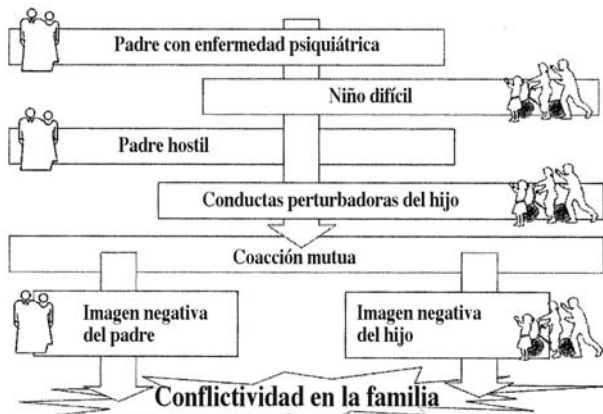 Padre con enfermedad psiquiátrica
Niño difícil
Padre hostil
Conductas perturbadoras del hijo
Coacción mutua
Imagen negativa
del padre
Imagen negativa
del hijo
Conflictividad en la familia